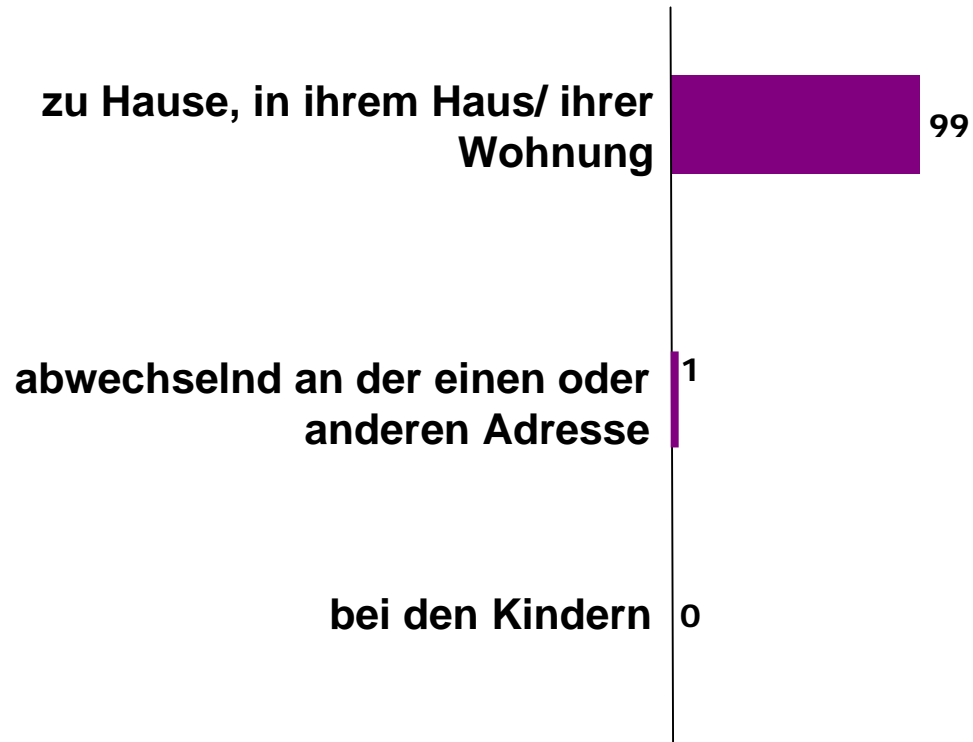 zu Hause, in ihrem Haus/ ihrer
Wohnung
99
abwechselnd an der einen oder
anderen Adresse
1
bei den Kindern
0